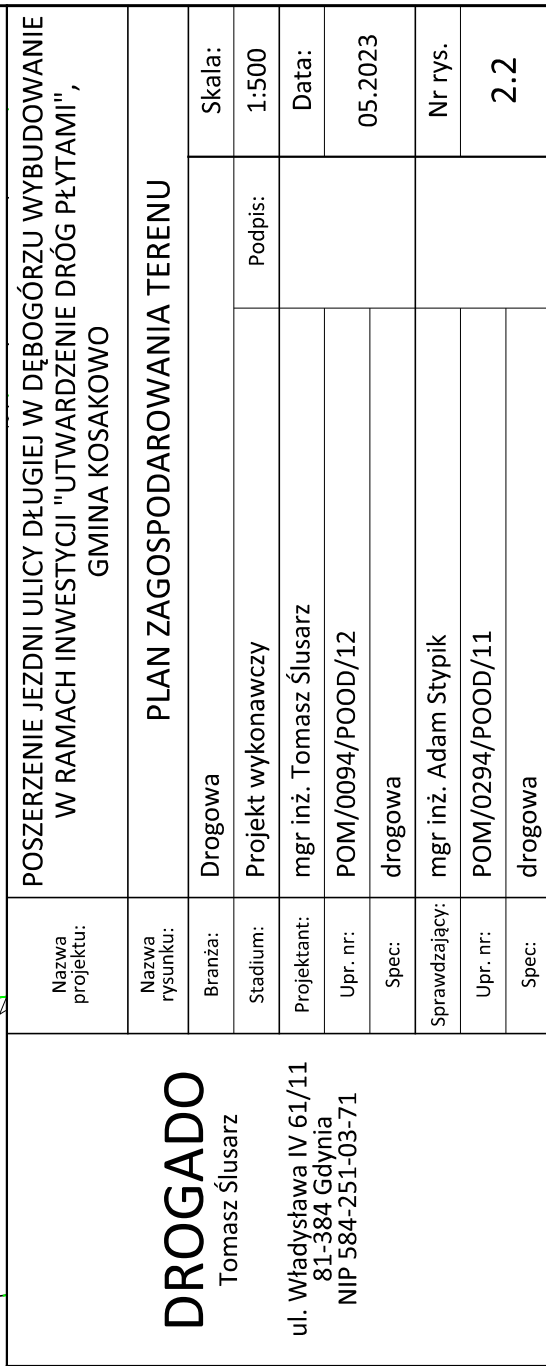 DROGADO
Tomasz Ślusarz
ul. Władysława IV 61/11
81-384 Gdynia
NIP 584-251-03-71
Nazwa
projektu:
POSZERZENIE JEZDNI ULICY DŁUGIEJ W DĘBOGÓRZU WYBUDOWANIE
W RAMACH INWESTYCJI "UTWARDZENIE DRÓG PŁYTAMI",
GMINA KOSAKOWO
Nazwa
rysunku:
PLAN ZAGOSPODAROWANIA TERENU
Branża:
Drogowa
Skala:
Stadium:
Projekt wykonawczy
Podpis:
1:500
Projektant:
mgr inż. Tomasz Ślusarz
Data:
Upr. nr:
POM/0094/POOD/12
05.2023
Spec:
drogowa
Sprawdzający:
mgr inż. Adam Stypik
Nr rys.
Upr. nr:
POM/0294/POOD/11
2.2
Spec:
drogowa